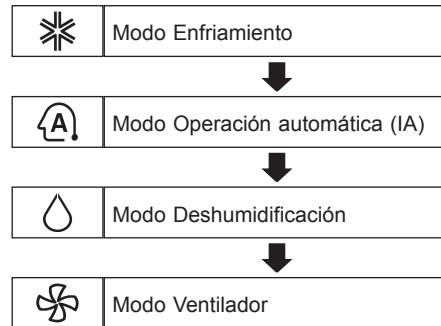 Modo Enfriamiento
A
Modo Operación automática (IA)
Modo Deshumidificación
Modo Ventilador